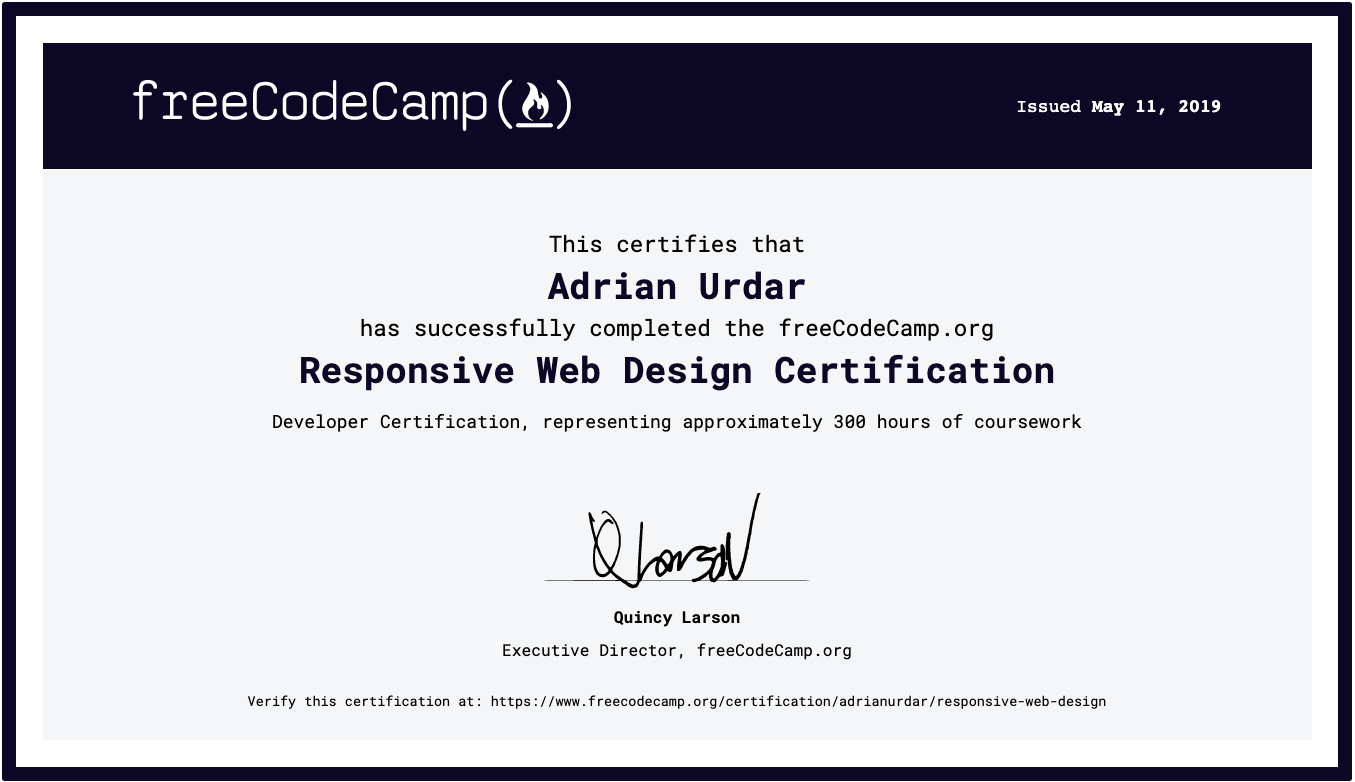 freeCodeCamp(🔥)
Issued May 11, 2019
This certifies that
Adrian Urdar
has successfully completed the freeCodeCamp.org
Responsive Web Design Certification
Developer Certification, representing approximately 300 hours of coursework
QLarson
Quincy Larson
Executive Director, freeCodeCamp.org
Verify this certification at: https://www.freecodecamp.org/certification/adrianurdar/responsive-web-design